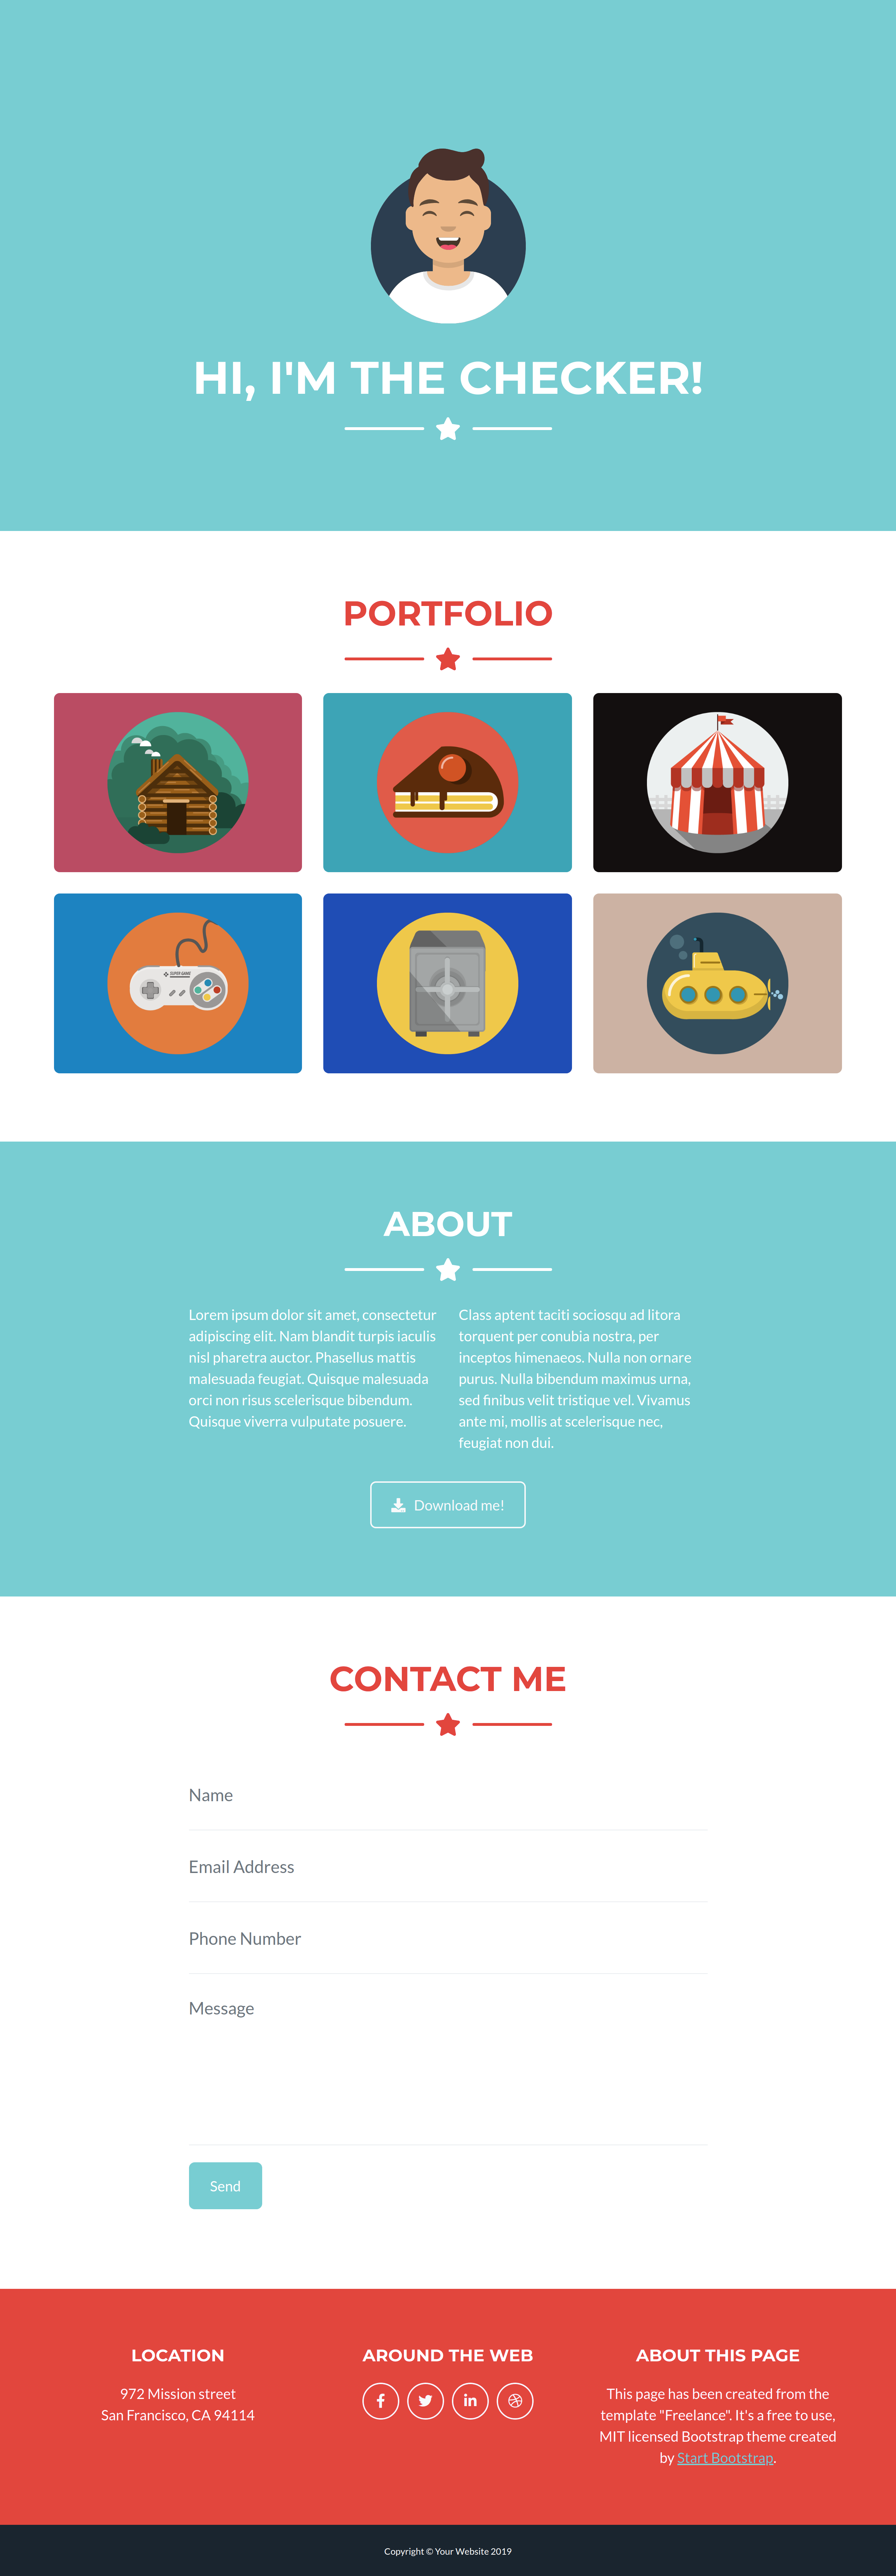 HI, I'M THE CHECKER!
PORTFOLIO
SUPER GAME
ABOUT
Lorem ipsum dolor sit amet, consectetur
adipiscing elit. Nam blandit turpis iaculis
nisl pharetra auctor. Phasellus mattis
malesuada feugiat. Quisque malesuada
orci non risus scelerisque bibendum.
Quisque viverra vulputate posuere.
Class aptent taciti sociosqu ad litora
torquent per conubia nostra, per
inceptos himenaeos. Nulla non ornare
purus. Nulla bibendum maximus urna,
sed finibus velit tristique vel. Vivamus
ante mi, mollis at scelerisque nec,
feugiat non dui.
Download me!
CONTACT ME
Name
Email Address
Phone Number
Message
Send
LOCATION
972 Mission street
San Francisco, CA 94114
AROUND THE WEB
ABOUT THIS PAGE
This page has been created from the
template "Freelance". It's a free to use,
MIT licensed Bootstrap theme created
by Start Bootstrap.
Copyright © Your Website 2019